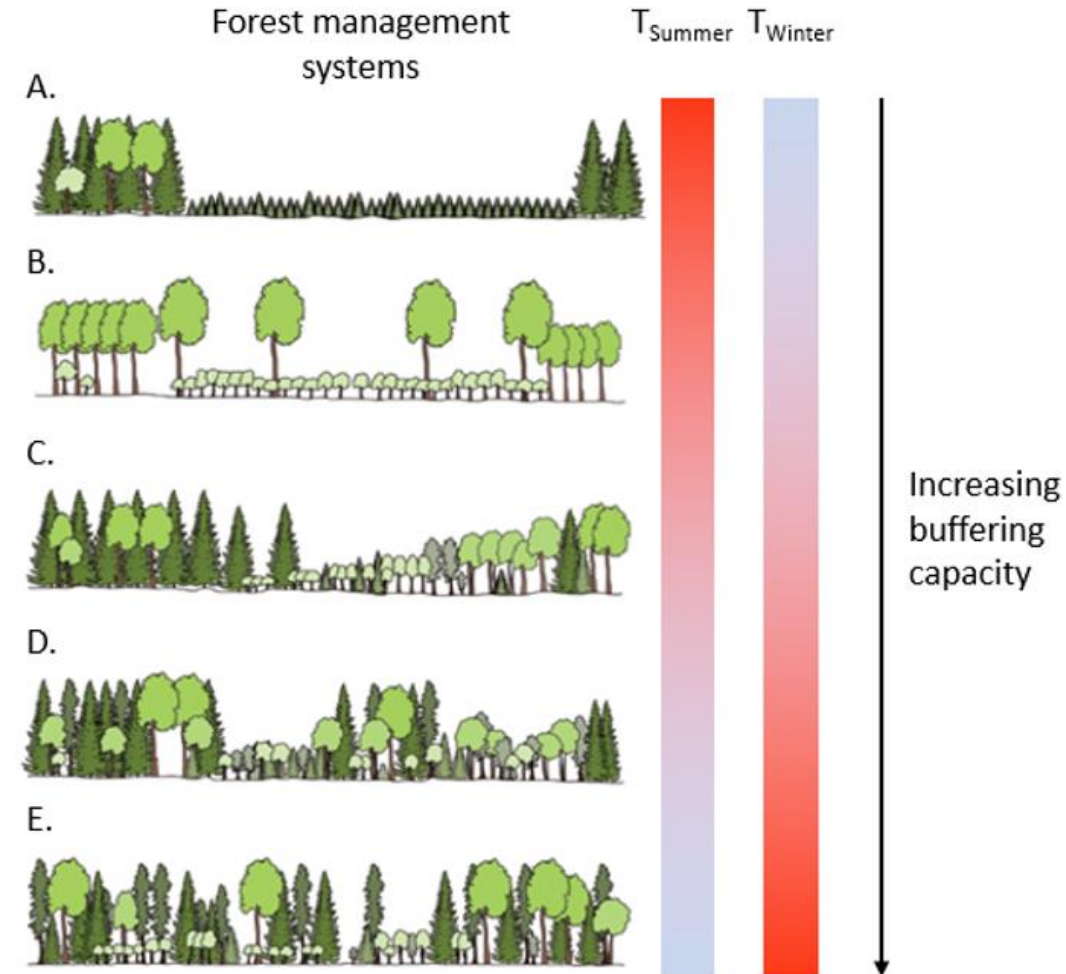 Forest management
systems
T_Summer T_Winter
A.
B.
C.
Increasing
buffering
capacity
D.
E.